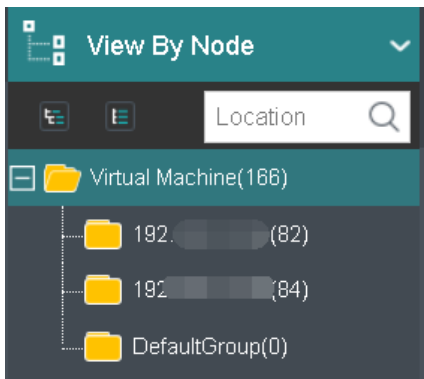 View By Node
Location
Virtual Machine(166)
192. (82)
192 (84)
DefaultGroup(0)